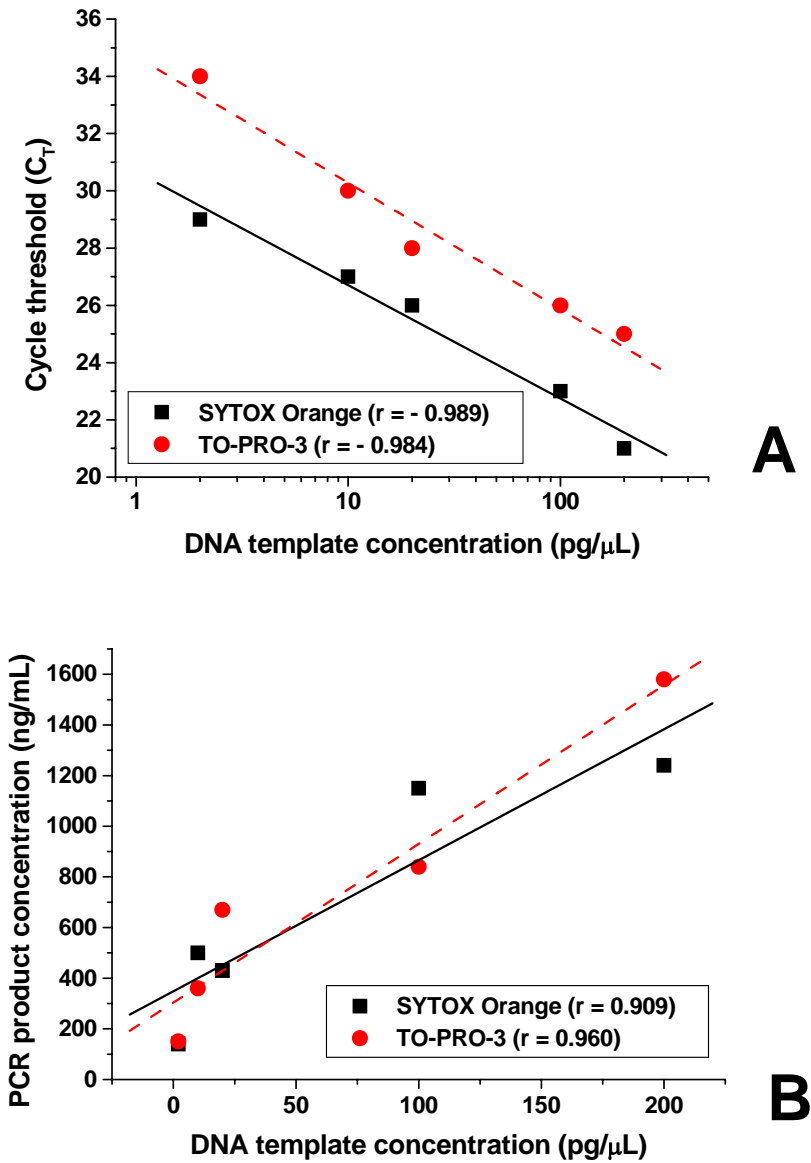 36
34
32
30
28
26
24
22
20
Cycle threshold (C_T)
SYTOX Orange (r = - 0.989)
TO-PRO-3 (r = - 0.984)
1 10 100
DNA template concentration (pg/μL)
A
1600
1400
1200
1000
800
600
400
200
0
PCR product concentration (ng/mL)
SYTOX Orange (r = 0.909)
TO-PRO-3 (r = 0.960)
0 50 100 150 200
DNA template concentration (pg/μL)
B